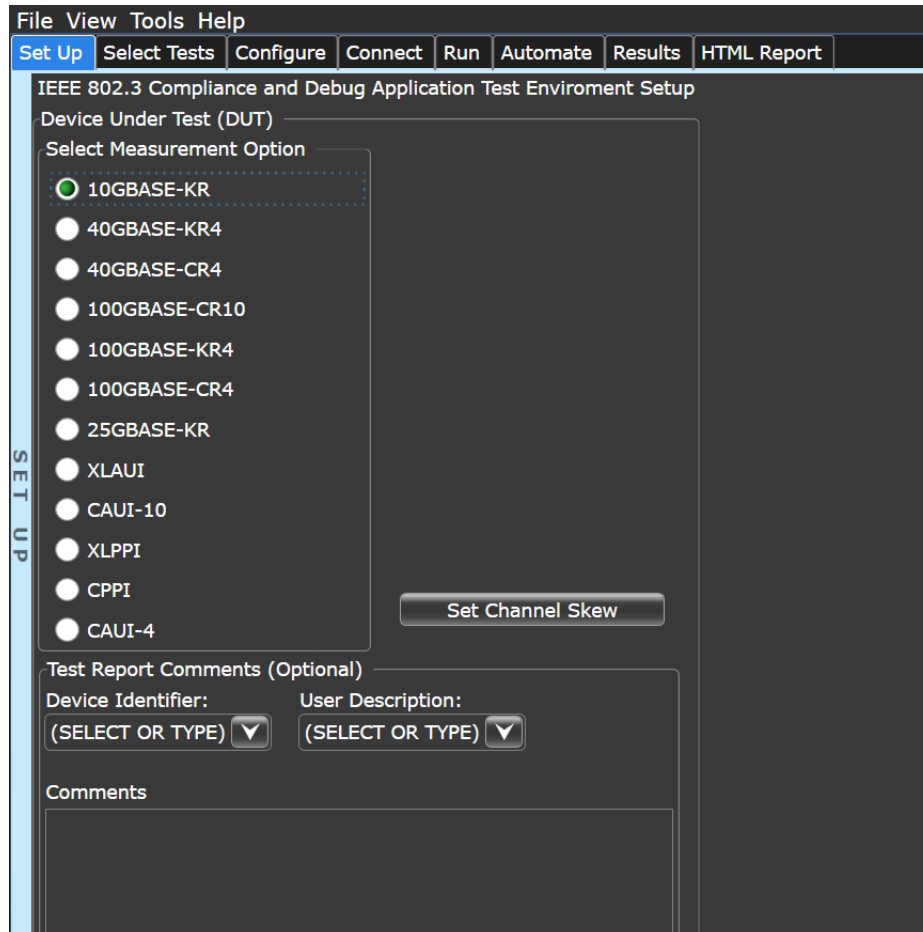 File View Tools Help
Set Up Select Tests Configure Connect Run Automate Results HTML Report
IEEE 802.3 Compliance and Debug Application Test Enviroment Setup
Device Under Test (DUT)
Select Measurement Option
10GBASE-KR
40GBASE-KR4
40GBASE-CR4
100GBASE-CR10
100GBASE-KR4
100GBASE-CR4
25GBASE-KR
XLAUI
CAUI-10
XLPPI
CPPI
CAUI-4
Set Channel Skew
SET UP
Test Report Comments (Optional)
Device Identifier: User Description:
(SELECT OR TYPE) (SELECT OR TYPE)
Comments